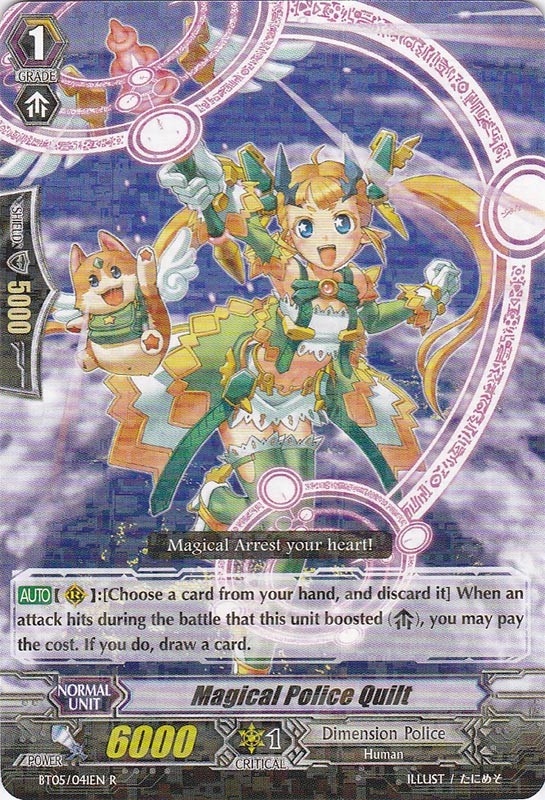 1
GRADE
SHIELD
5000
Magical Arrest your heart!
AUTO [ R ]:[Choose a card from your hand, and discard it] When an
attack hits during the battle that this unit boosted ( ), you may pay
the cost. If you do, draw a card.
NORMAL
UNIT
Magical Police Quilt
POWER
6000
1
CRITICAL
Dimension Police
Human
BT05/041EN R
ILLUST / たにめそ